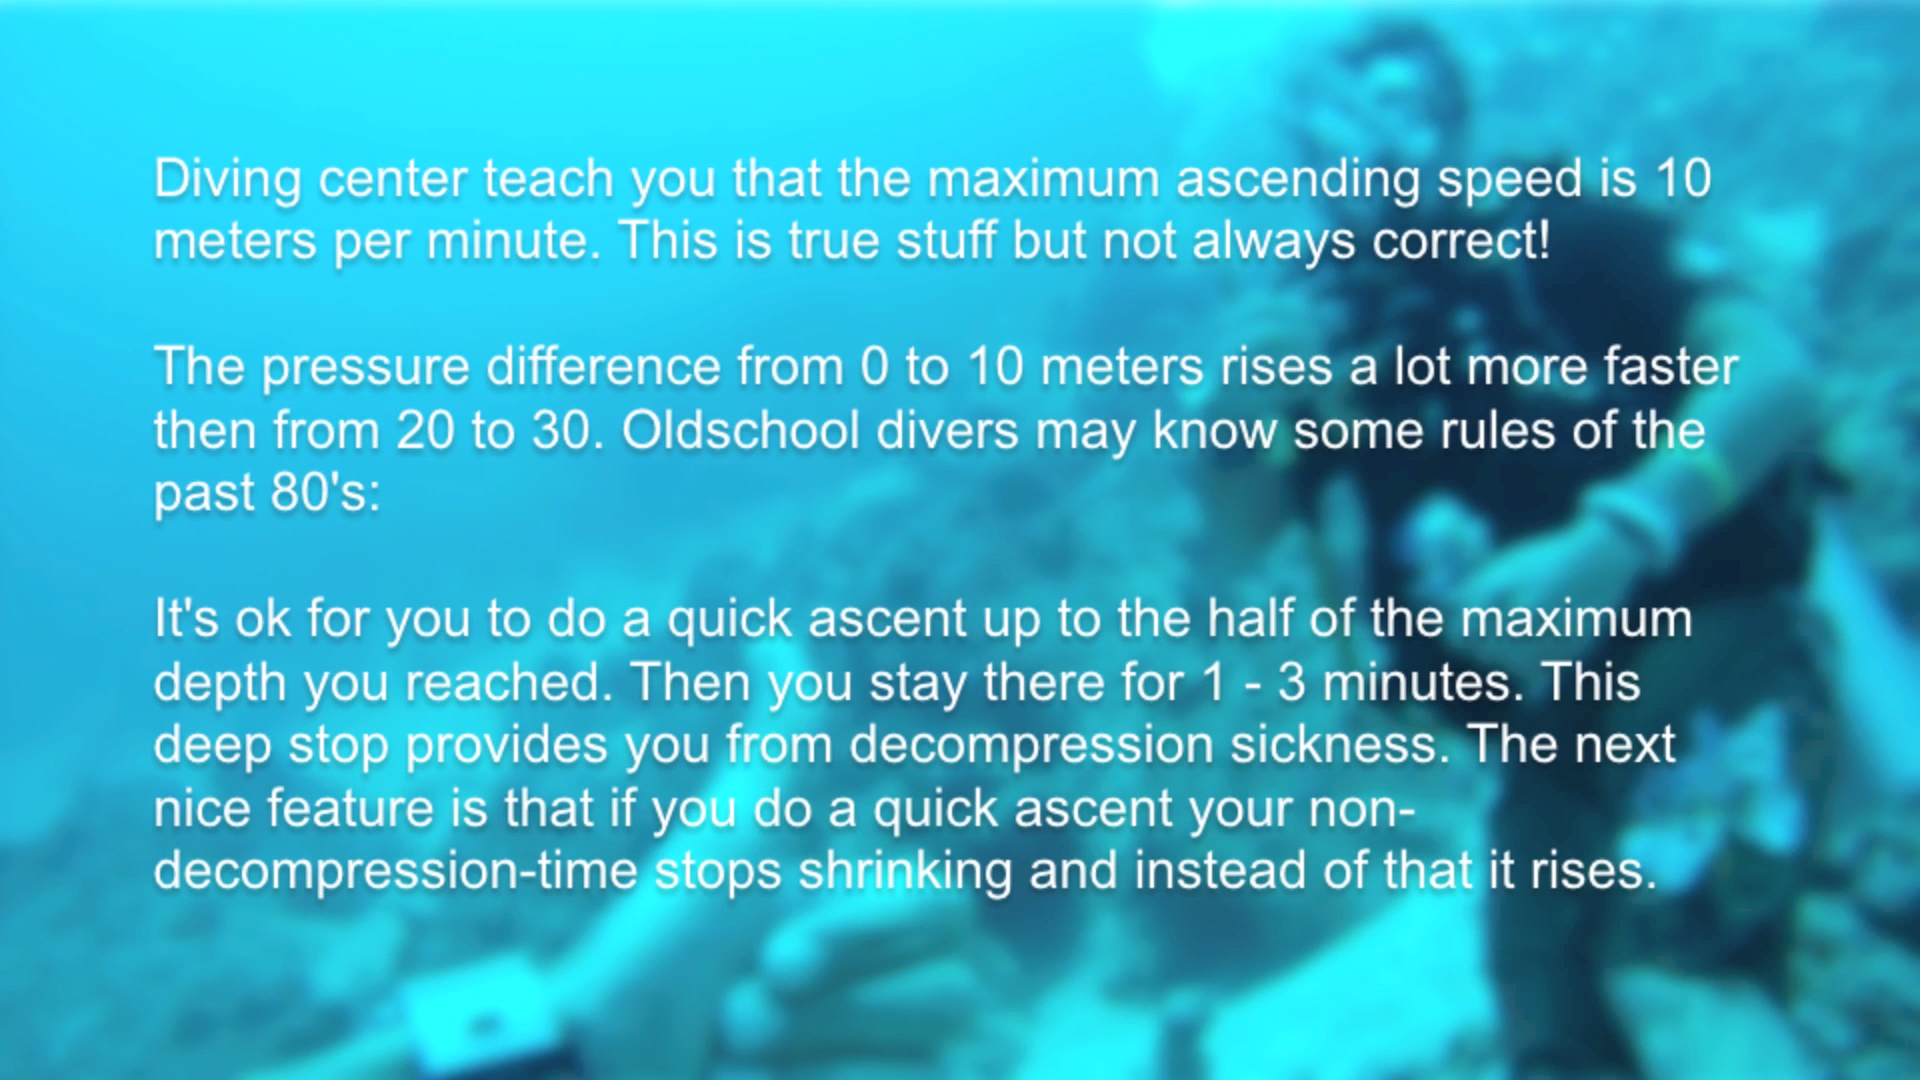 Diving center teach you that the maximum ascending speed is 10
meters per minute. This is true stuff but not always correct!
The pressure difference from 0 to 10 meters rises a lot more faster
then from 20 to 30. Oldschool divers may know some rules of the
past 80's:
It's ok for you to do a quick ascent up to the half of the maximum
depth you reached. Then you stay there for 1 - 3 minutes. This
deep stop provides you from decompression sickness. The next
nice feature is that if you do a quick ascent your non-
decompression-time stops shrinking and instead of that it rises.